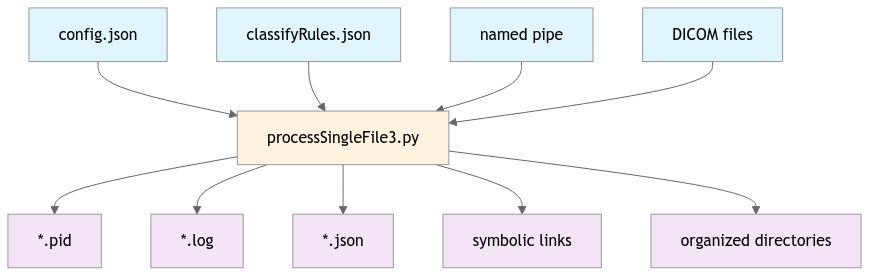 config.json
classifyRules.json
named pipe
DICOM files
processSingleFile3.py
*.pid
*.log
*.json
symbolic links
organized directories